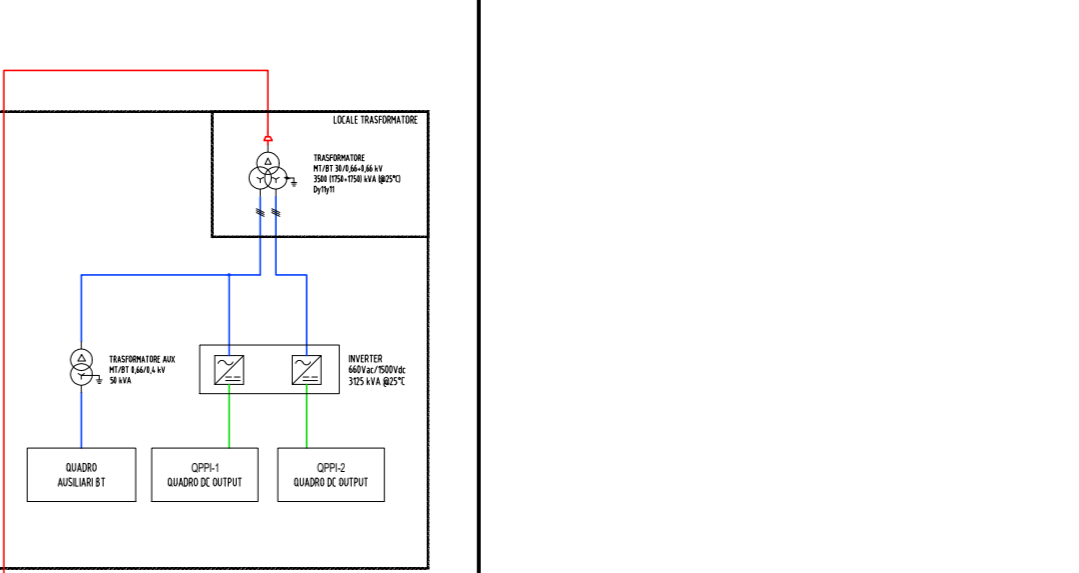 LOCALE TRASFORMATORE
TRASFORMATORE
MT/BT 30/0,66+0,66 kV
3500 (1750+1750) kVA (@25°C)
Dy11y11
TRASFORMATORE AUX
MT/BT 0,66/0,4 kV
50 kVA
INVERTER
660Vac/1500Vdc
3125 kVA @25°C
QUADRO
AUSILIARI BT
QPPI-1
QUADRO DC OUTPUT
QPPI-2
QUADRO DC OUTPUT